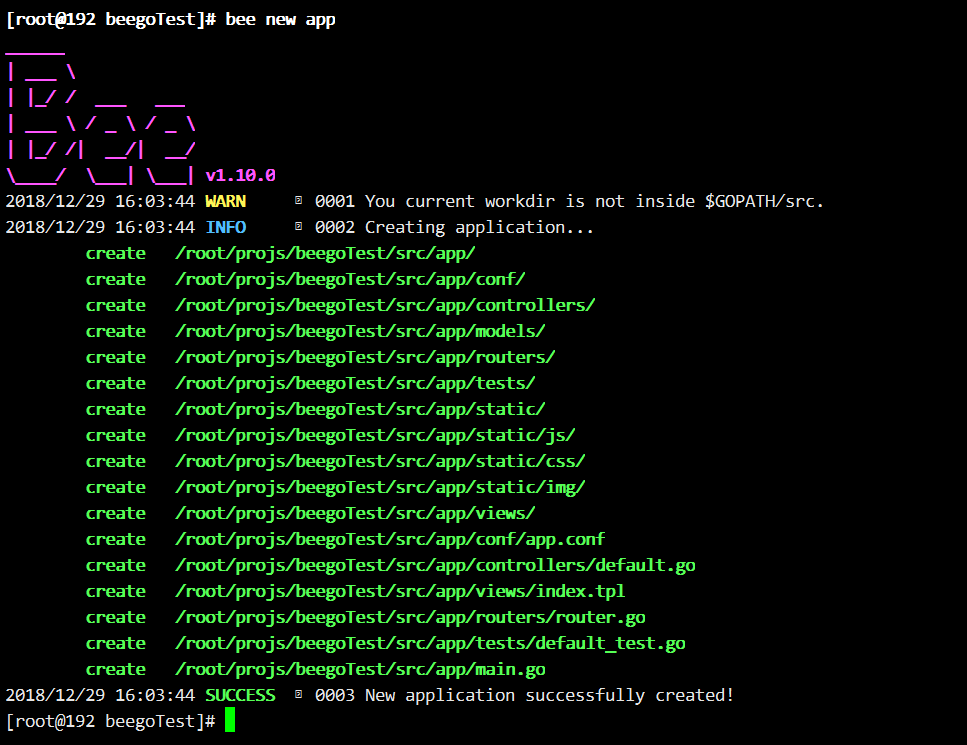 [root@192 beegoTest]# bee new app
______
| ___ \
| |_/ /  ___   ___
| ___ \ / _ \ / _ \
| |_/ /|  __/|  __/
\____/  \___| \___| v1.10.0
2018/12/29 16:03:44 WARN     0001 You current workdir is not inside $GOPATH/src.
2018/12/29 16:03:44 INFO     0002 Creating application...
        create   /root/projs/beegoTest/src/app/
        create   /root/projs/beegoTest/src/app/conf/
        create   /root/projs/beegoTest/src/app/controllers/
        create   /root/projs/beegoTest/src/app/models/
        create   /root/projs/beegoTest/src/app/routers/
        create   /root/projs/beegoTest/src/app/tests/
        create   /root/projs/beegoTest/src/app/static/
        create   /root/projs/beegoTest/src/app/static/js/
        create   /root/projs/beegoTest/src/app/static/css/
        create   /root/projs/beegoTest/src/app/static/img/
        create   /root/projs/beegoTest/src/app/views/
        create   /root/projs/beegoTest/src/app/conf/app.conf
        create   /root/projs/beegoTest/src/app/controllers/default.go
        create   /root/projs/beegoTest/src/app/views/index.tpl
        create   /root/projs/beegoTest/src/app/routers/router.go
        create   /root/projs/beegoTest/src/app/tests/default_test.go
        create   /root/projs/beegoTest/src/app/main.go
2018/12/29 16:03:44 SUCCESS  0003 New application successfully created!
[root@192 beegoTest]#